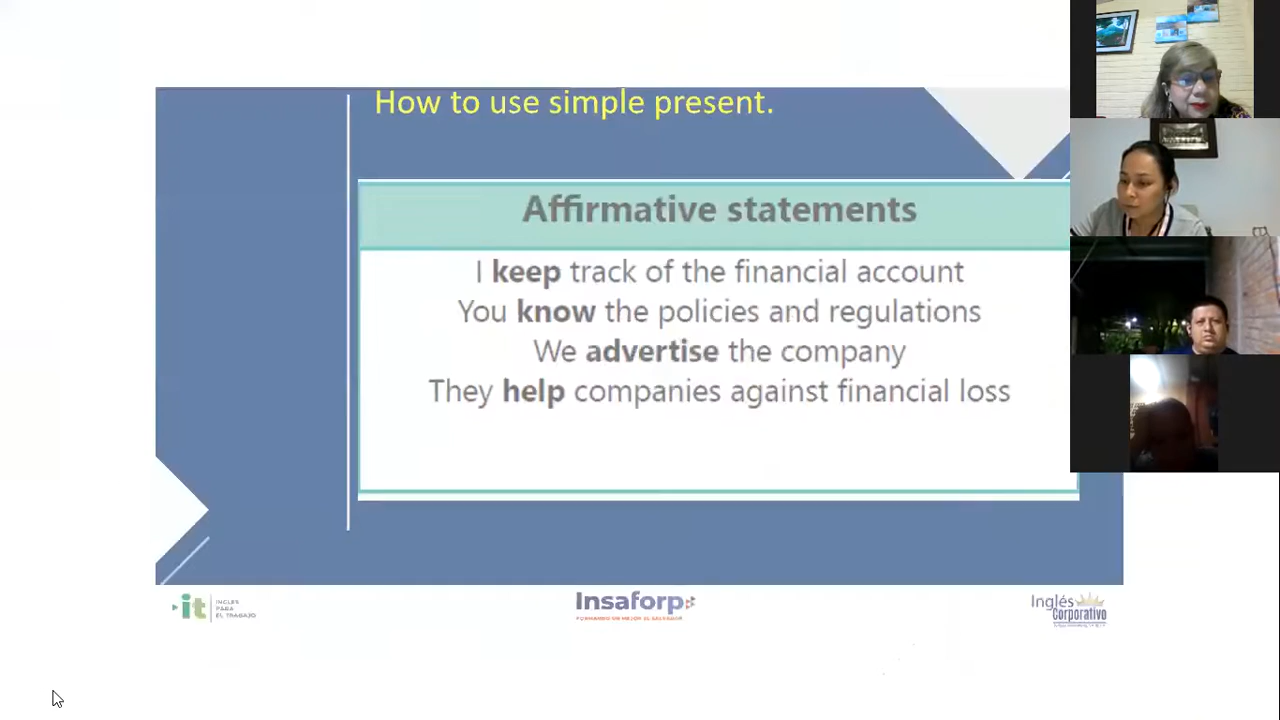 How to use simple present.
Affirmative statements
I keep track of the financial account
You know the policies and regulations
We advertise the company
They help companies against financial loss
it
INGLES
PARA
EL TRABAJO
Insaforp
FORMANDO UN MEJOR EL SALVADOR
Inglés
Corporativo